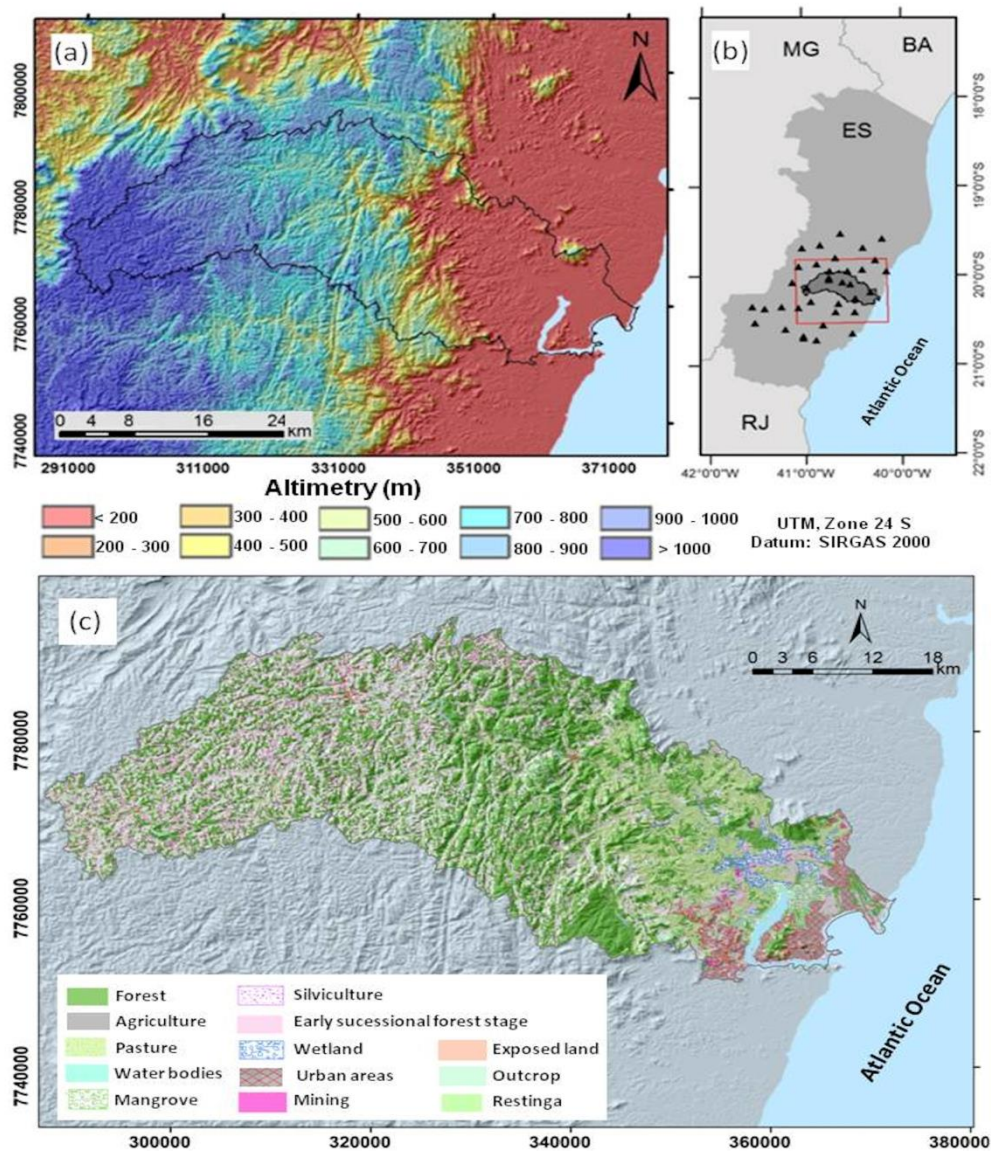 (a)
N
7800000
7780000
7760000
7740000
0 4 8 16 24
KM
291000 311000 331000 351000 371000
(b)
MG
BA
ES
RJ
Atlantic Ocean
18°0'0"S
19°0'0"S
20°0'0"S
21°0'0"S
22°0'0"S
42°0'0"W 41°0'0"W 40°0'0"W
Altimetry (m)
< 200
300 - 400
500 - 600
700 - 800
900 - 1000
200 - 300
400 - 500
600 - 700
800 - 900
> 1000
UTM, Zone 24 S
Datum: SIRGAS 2000
(c)
N
0 3 6 12 18
km
7780000
7760000
7740000
Atlantic Ocean
Forest
Agriculture
Pasture
Water bodies
Mangrove
Silviculture
Early sucessional forest stage
Wetland
Urban areas
Mining
Exposed land
Outcrop
Restinga
300000 320000 340000 360000 380000